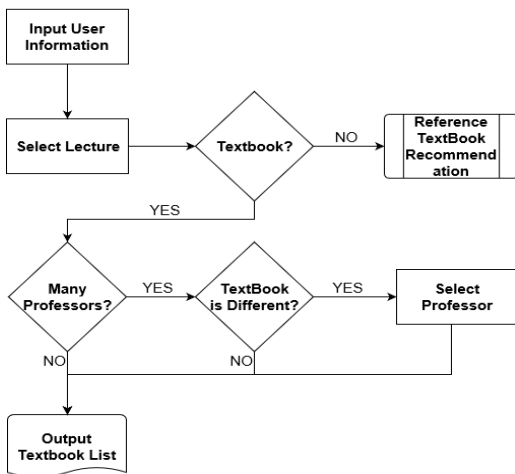 Input User
Information
Select Lecture
Textbook?
NO
Reference
TextBook
Recommend
ation
YES
Many
Professors?
YES
TextBook
is Different?
YES
Select
Professor
NO
NO
Output
Textbook List